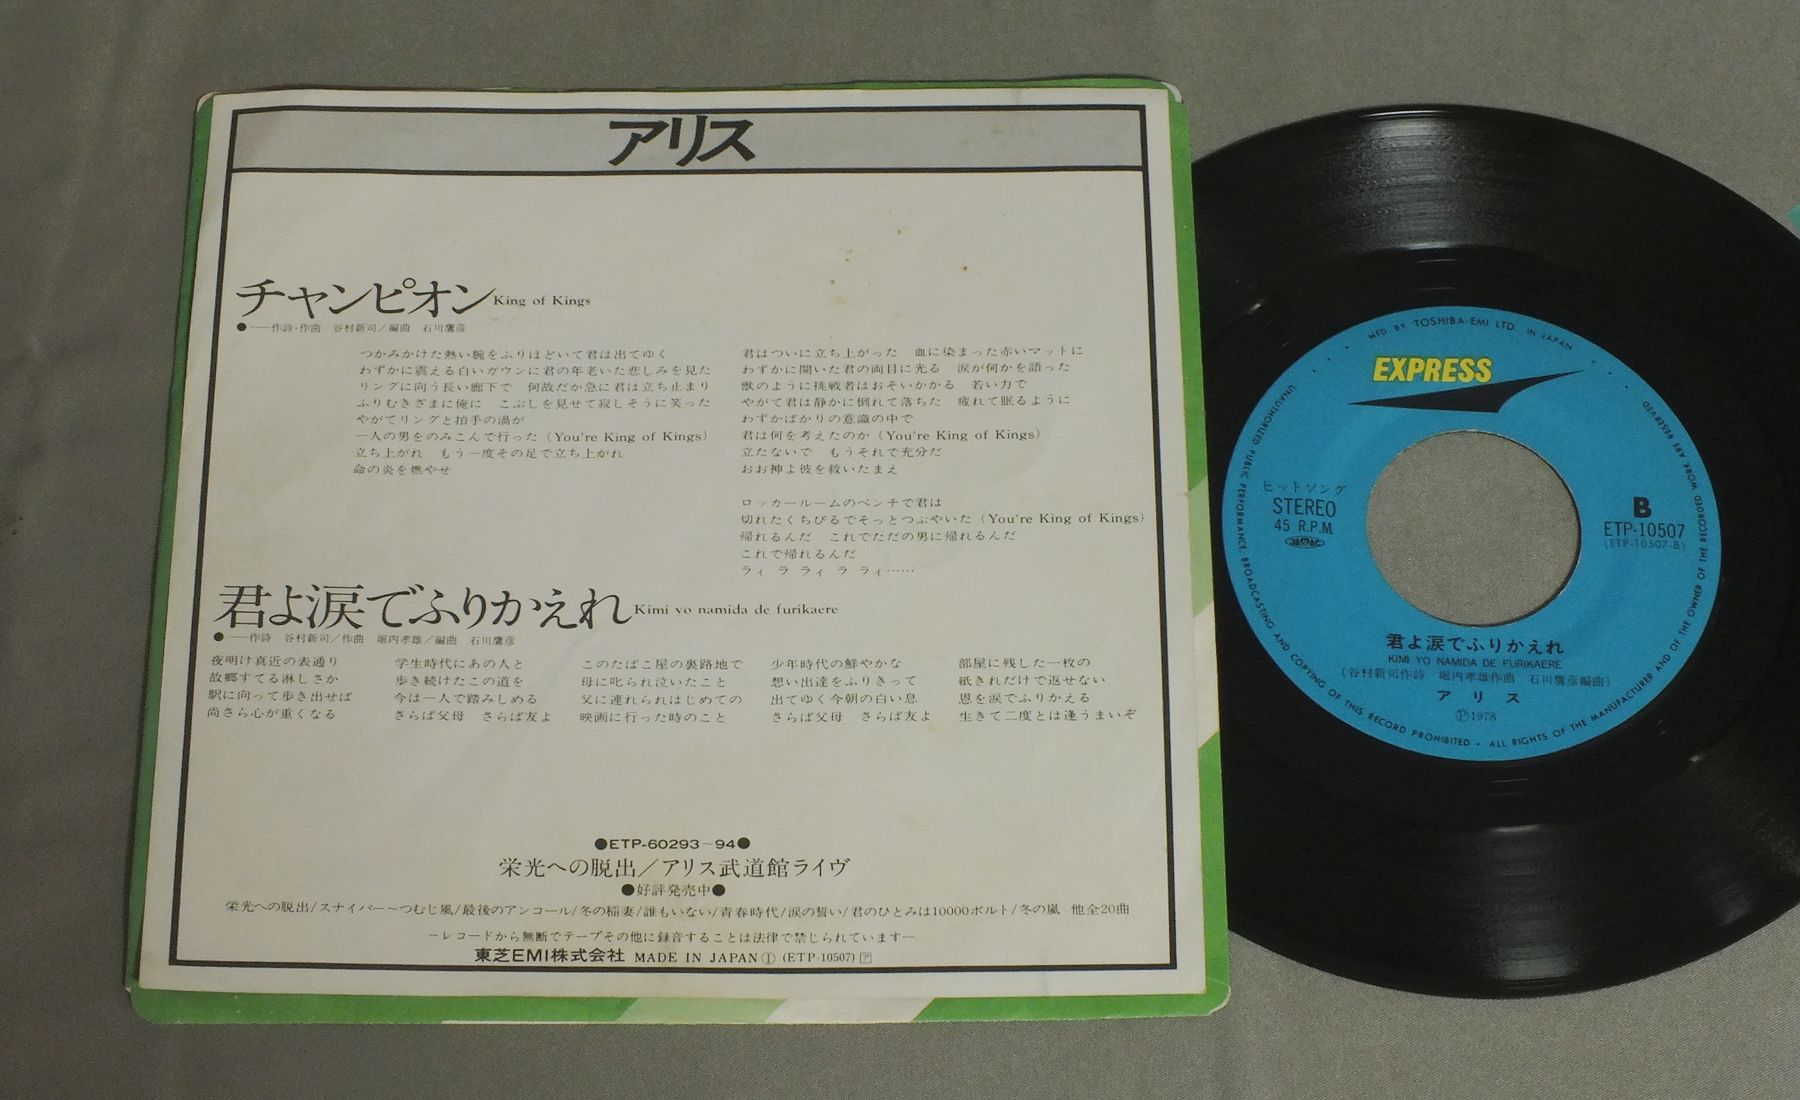 アリス
チャンピオン King of Kings
●──作詩・作曲 谷村新司／編曲 石川鷹彦
つかみかけた熱い腕をふりほどいて君は出てゆく
わずかに震える白いガウンに君の年老いた悲しみを見た
リングに向う長い廊下で 何故だか急に君は立ち止まり
ふりむきざまに俺に こぶしを見せて寂しそうに笑った
やがてリングと拍手の渦が
一人の男をのみこんで行った（You're King of Kings）
立ち上がれ もう一度その足で立ち上がれ
命の炎を燃やせ
君はついに立ち上がった 血に染まった赤いマットに
わずかに開いた君の両目に光る 涙が何かを語った
獣のように挑戦者はおそいかかる 若い力で
やがて君は静かに倒れて落ちた 疲れて眠るように
わずかばかりの意識の中で
君は何を考えたのか（You're King of Kings）
立たないで もうそれで充分だ
おお神よ彼を救いたまえ
ロッカールームのベンチで君は
切れたくちびるでそっとつぶやいた（You're King of Kings）
帰れるんだ これでただの男に帰れるんだ
これで帰れるんだ
ライ ラ ライ ラ ライ……
君よ涙でふりかえれ Kimi yo namida de furikaere
●──作詩 谷村新司／作曲 堀内孝雄／編曲 石川鷹彦
夜明け真近の表通り
故郷すてる淋しさか
駅に向って歩き出せば
尚さら心が重くなる
学生時代にあの人と
歩き続けたこの道を
今は一人で踏みしめる
さらば父母 さらば友よ
このたばこ屋の裏路地で
母に叱られ泣いたこと
父に連れられはじめての
映画に行った時のこと
少年時代の鮮やかな
想い出達をふりきって
出てゆく今朝の白い息
さらば父母 さらば友よ
部屋に残した一枚の
紙きれだけで返せない
恩を涙でふりかえる
生きて二度とは逢うまいぞ
●ETP-60293～94●
栄光への脱出／アリス武道館ライヴ
●好評発売中●
栄光への脱出/スナイパー～つむじ風/最後のアンコール/冬の稲妻/誰もいない/青春時代/涙の誓い/君のひとみは10000ボルト/冬の嵐 他全20曲
－レコードから無断でテープその他に録音することは法律で禁じられています－
東芝EMI株式会社 MADE IN JAPAN Ⓘ (ETP-10507) ア
MFD. BY TOSHIBA-EMI LTD. IN JAPAN
EXPRESS
ヒットソング
STEREO
45 R.P.M.
JASRAC
B
ETP-10507
(ETP-10507-B)
君よ涙でふりかえれ
KIMI YO NAMIDA DE FURIKAERE
(谷村新司作詩 堀内孝雄作曲 石川鷹彦編曲)
アリス
Ⓟ1978
UNAUTHORIZED PUBLIC PERFORMANCE, BROADCASTING AND COPYING OF THIS RECORD PROHIBITED · ALL RIGHTS OF THE MANUFACTURER AND OF THE OWNER OF THE RECORDED WORK ARE RESERVED